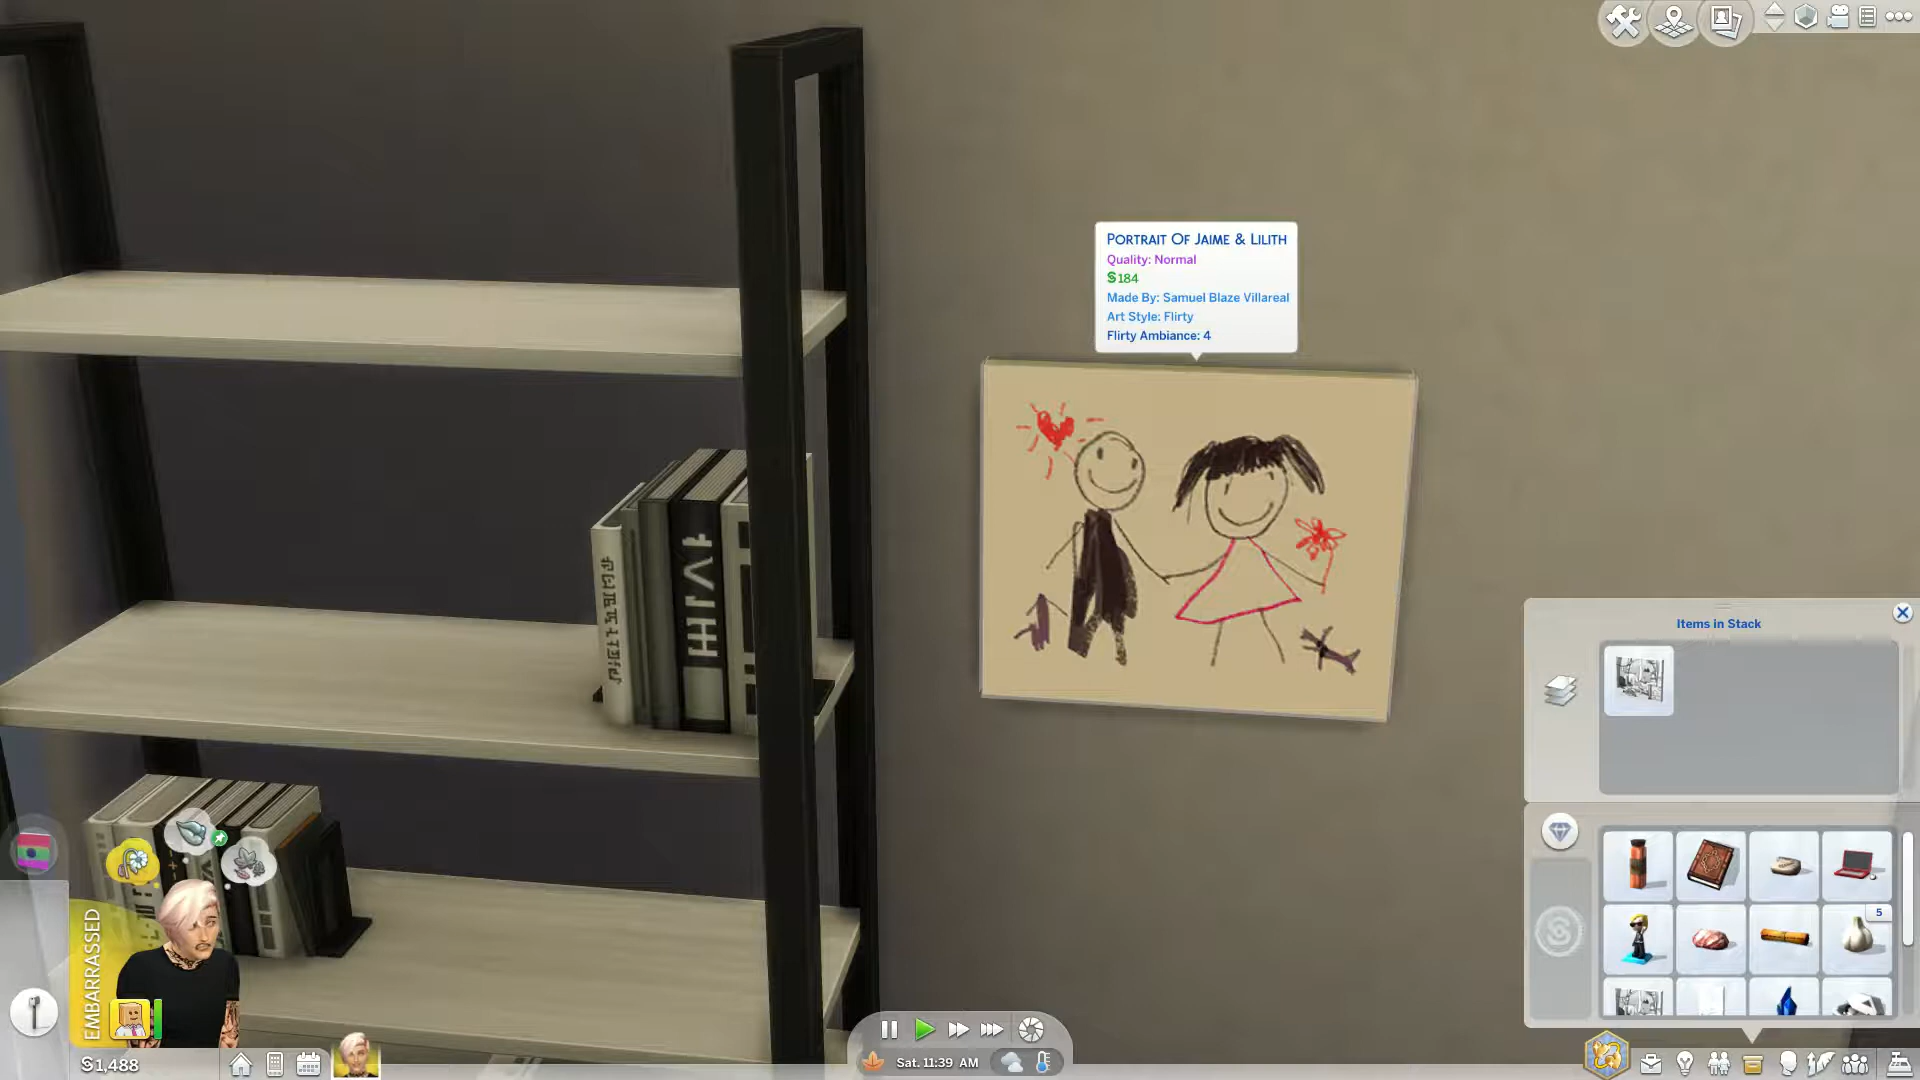 PORTRAIT OF JAIME & LILITH
Quality: Normal
$184
Made By: Samuel Blaze Villareal
Art Style: Flirty
Flirty Ambiance: 4
Items in Stack
5
EMBARRASSED
$1,488
Sat. 11:39 AM